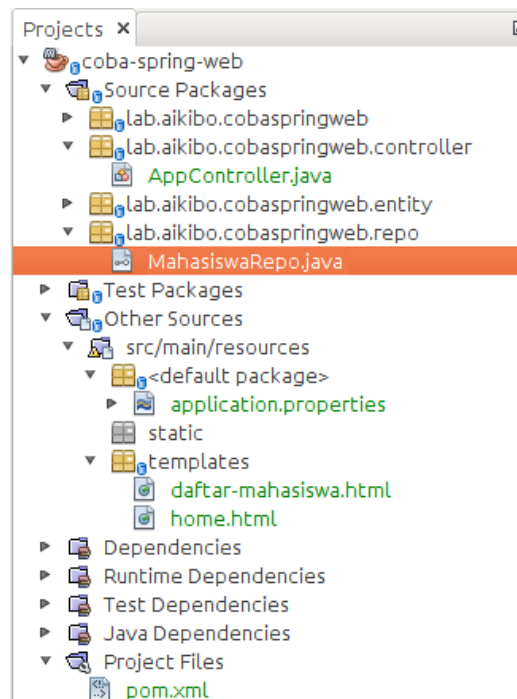 Projects
coba-spring-web
Source Packages
lab.aikibo.cobaspringweb
lab.aikibo.cobaspringweb.controller
AppController.java
lab.aikibo.cobaspringweb.entity
lab.aikibo.cobaspringweb.repo
MahasiswaRepo.java
Test Packages
Other Sources
src/main/resources
<default package>
application.properties
static
templates
daftar-mahasiswa.html
home.html
Dependencies
Runtime Dependencies
Test Dependencies
Java Dependencies
Project Files
pom.xml